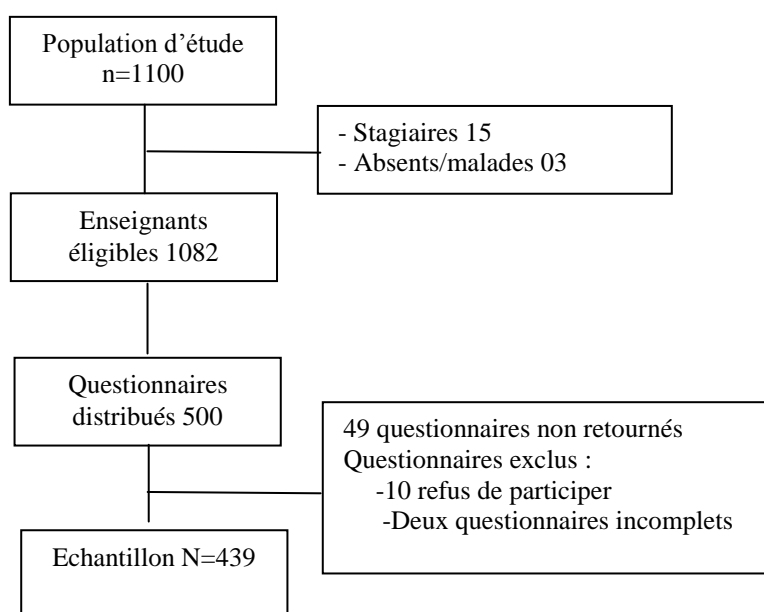 Population d’étude
n=1100
- Stagiaires 15
- Absents/malades 03
Enseignants
éligibles 1082
Questionnaires
distribués 500
49 questionnaires non retournés
Questionnaires exclus :
-10 refus de participer
-Deux questionnaires incomplets
Echantillon N=439